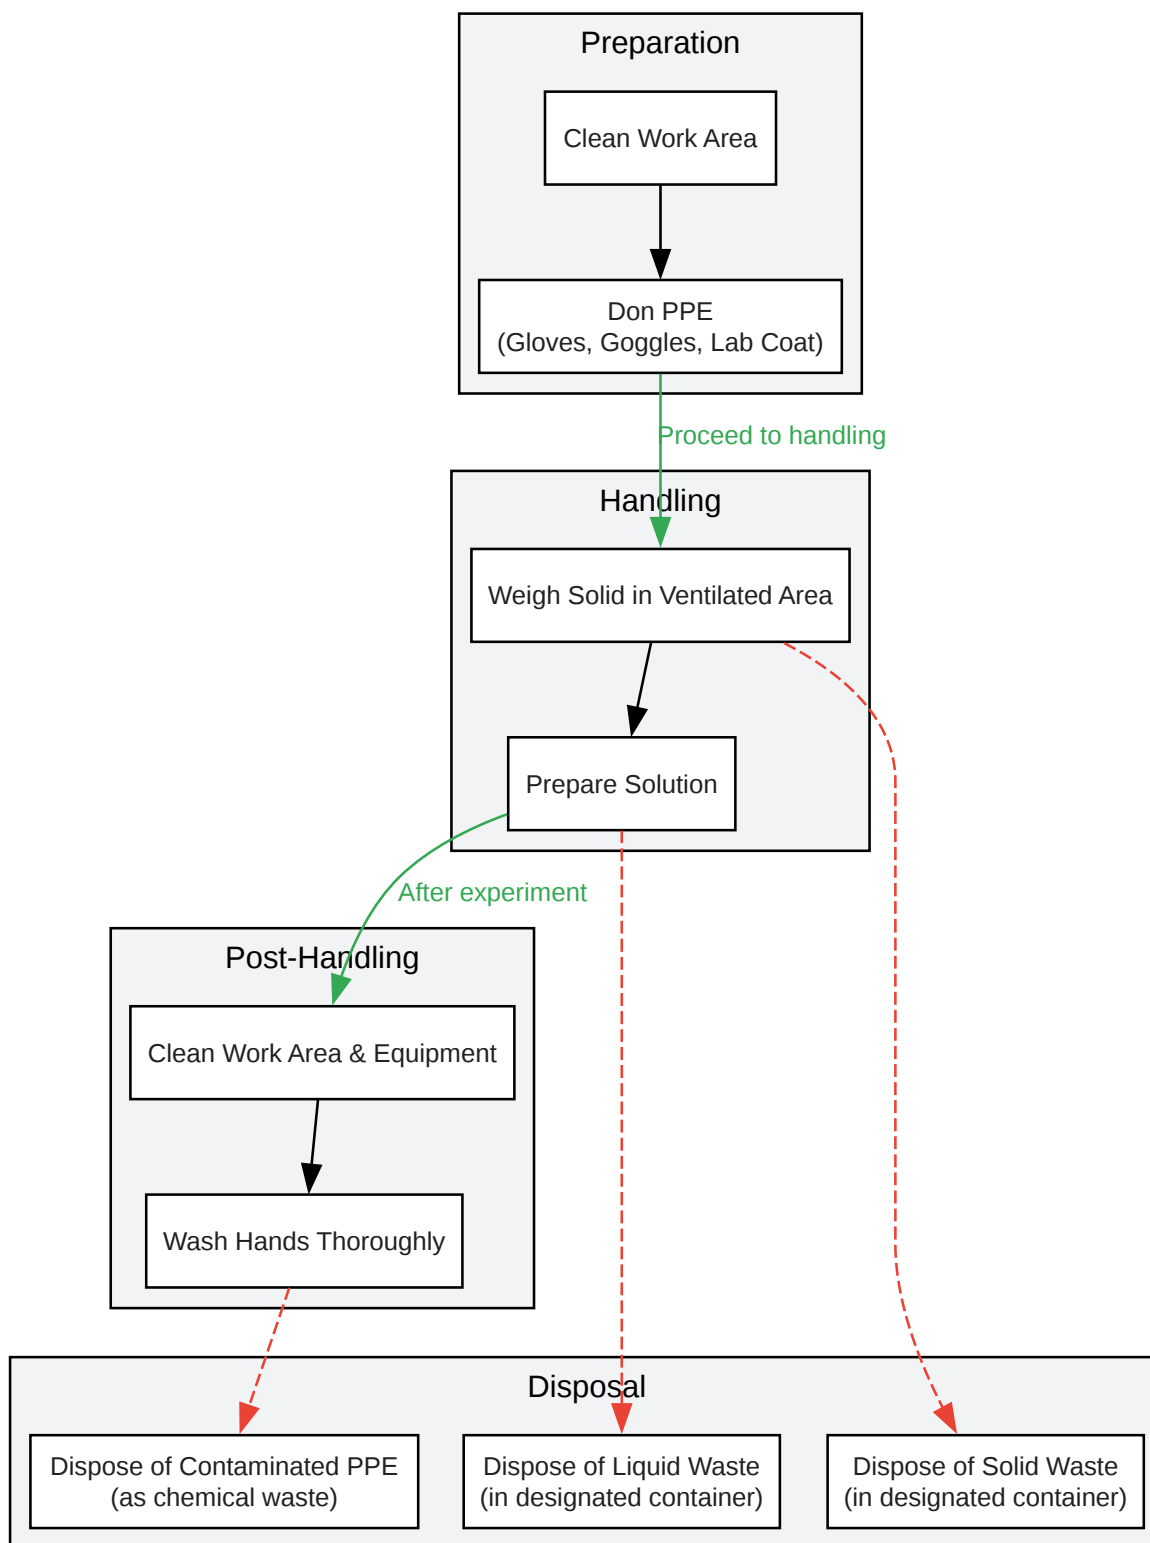 Preparation
Clean Work Area
Don PPE
(Gloves, Goggles, Lab Coat)
Proceed to handling
Handling
Weigh Solid in Ventilated Area
Prepare Solution
After experiment
Post-Handling
Clean Work Area & Equipment
Wash Hands Thoroughly
Disposal
Dispose of Contaminated PPE
(as chemical waste)
Dispose of Liquid Waste
(in designated container)
Dispose of Solid Waste
(in designated container)